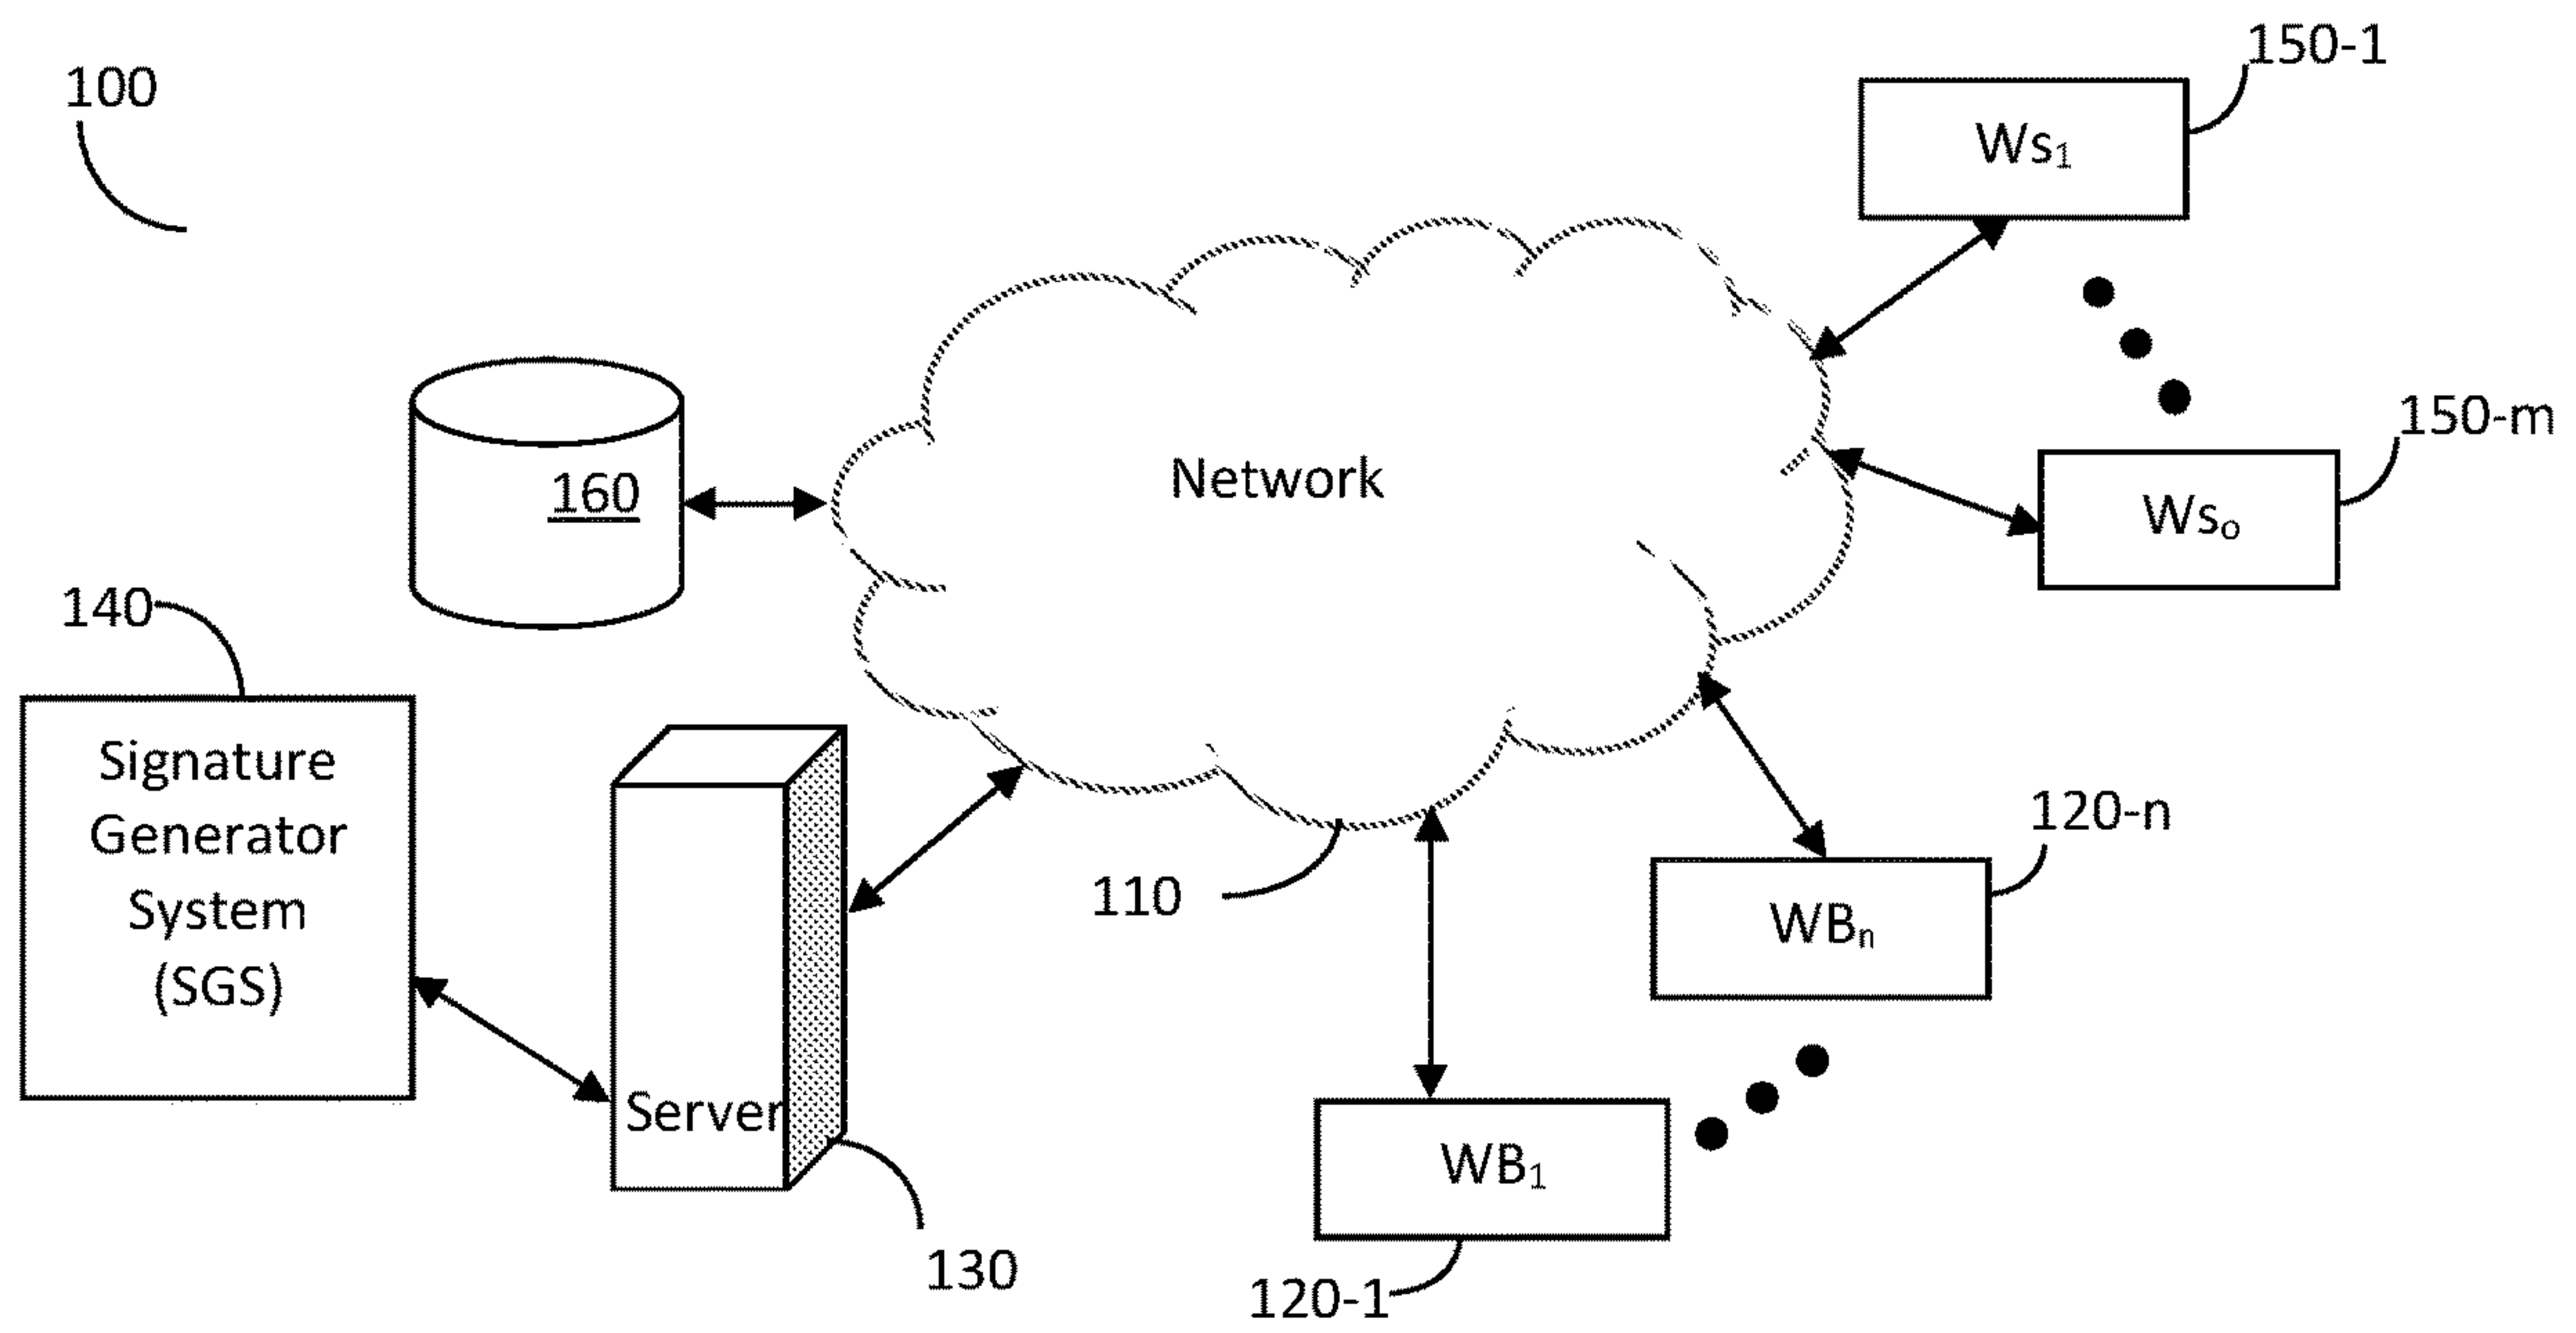 100
150-1
Ws₁
150-m
Wsₒ
Network
160
140
Signature
Generator
System
(SGS)
Server
130
110
120-n
WBₙ
WB₁
120-1